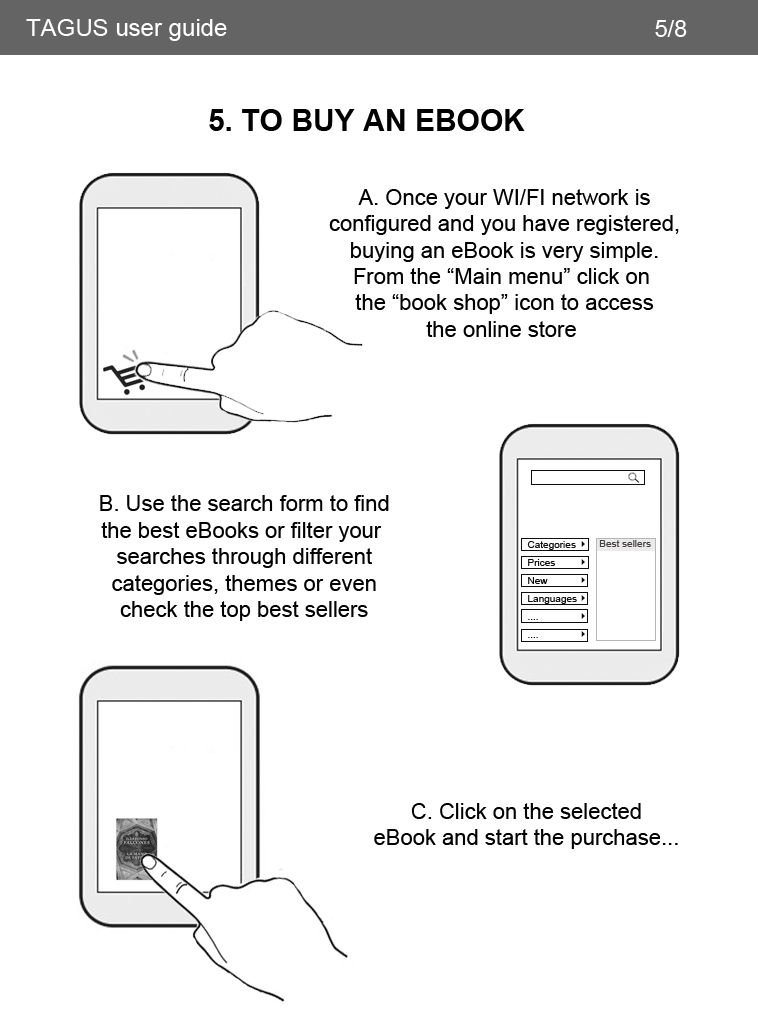 TAGUS user guide
5/8
5. TO BUY AN EBOOK
A. Once your WI/FI network is
configured and you have registered,
buying an eBook is very simple.
From the “Main menu” click on
the “book shop” icon to access
the online store
B. Use the search form to find
the best eBooks or filter your
searches through different
categories, themes or even
check the top best sellers
Categories
Prices
New
Languages
....
....
Best sellers
FALCONES
C. Click on the selected
eBook and start the purchase...